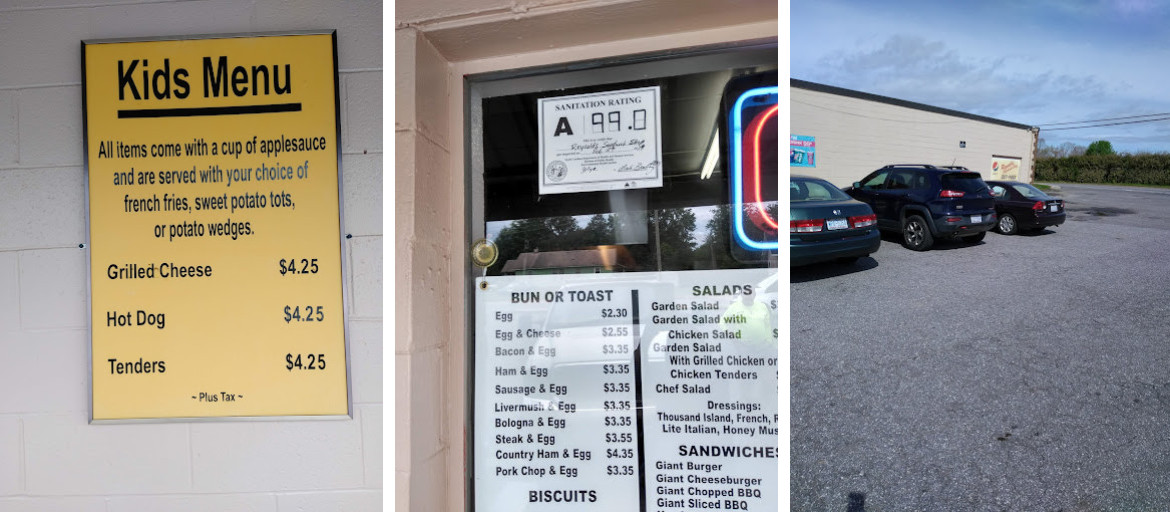 Kids Menu
All items come with a cup of applesauce
and are served with your choice of
french fries, sweet potato tots,
or potato wedges.
Grilled Cheese $4.25
Hot Dog $4.25
Tenders $4.25
~ Plus Tax ~
SANITATION RATING
A 99.0
BUN OR TOAST
Egg $2.30
Egg & Cheese $2.55
Bacon & Egg $3.35
Ham & Egg $3.35
Sausage & Egg $3.35
Livermush & Egg $3.35
Bologna & Egg $3.35
Steak & Egg $3.55
Country Ham & Egg $4.35
Pork Chop & Egg $3.35
BISCUITS
SALADS
Garden Salad $
Garden Salad with
Chicken Salad
Garden Salad
With Grilled Chicken or
Chicken Tenders
Chef Salad
Dressings:
Thousand Island, French, R
Lite Italian, Honey Mus
SANDWICHES
Giant Burger
Giant Cheeseburger
Giant Chopped BBQ
Giant Sliced BBQ